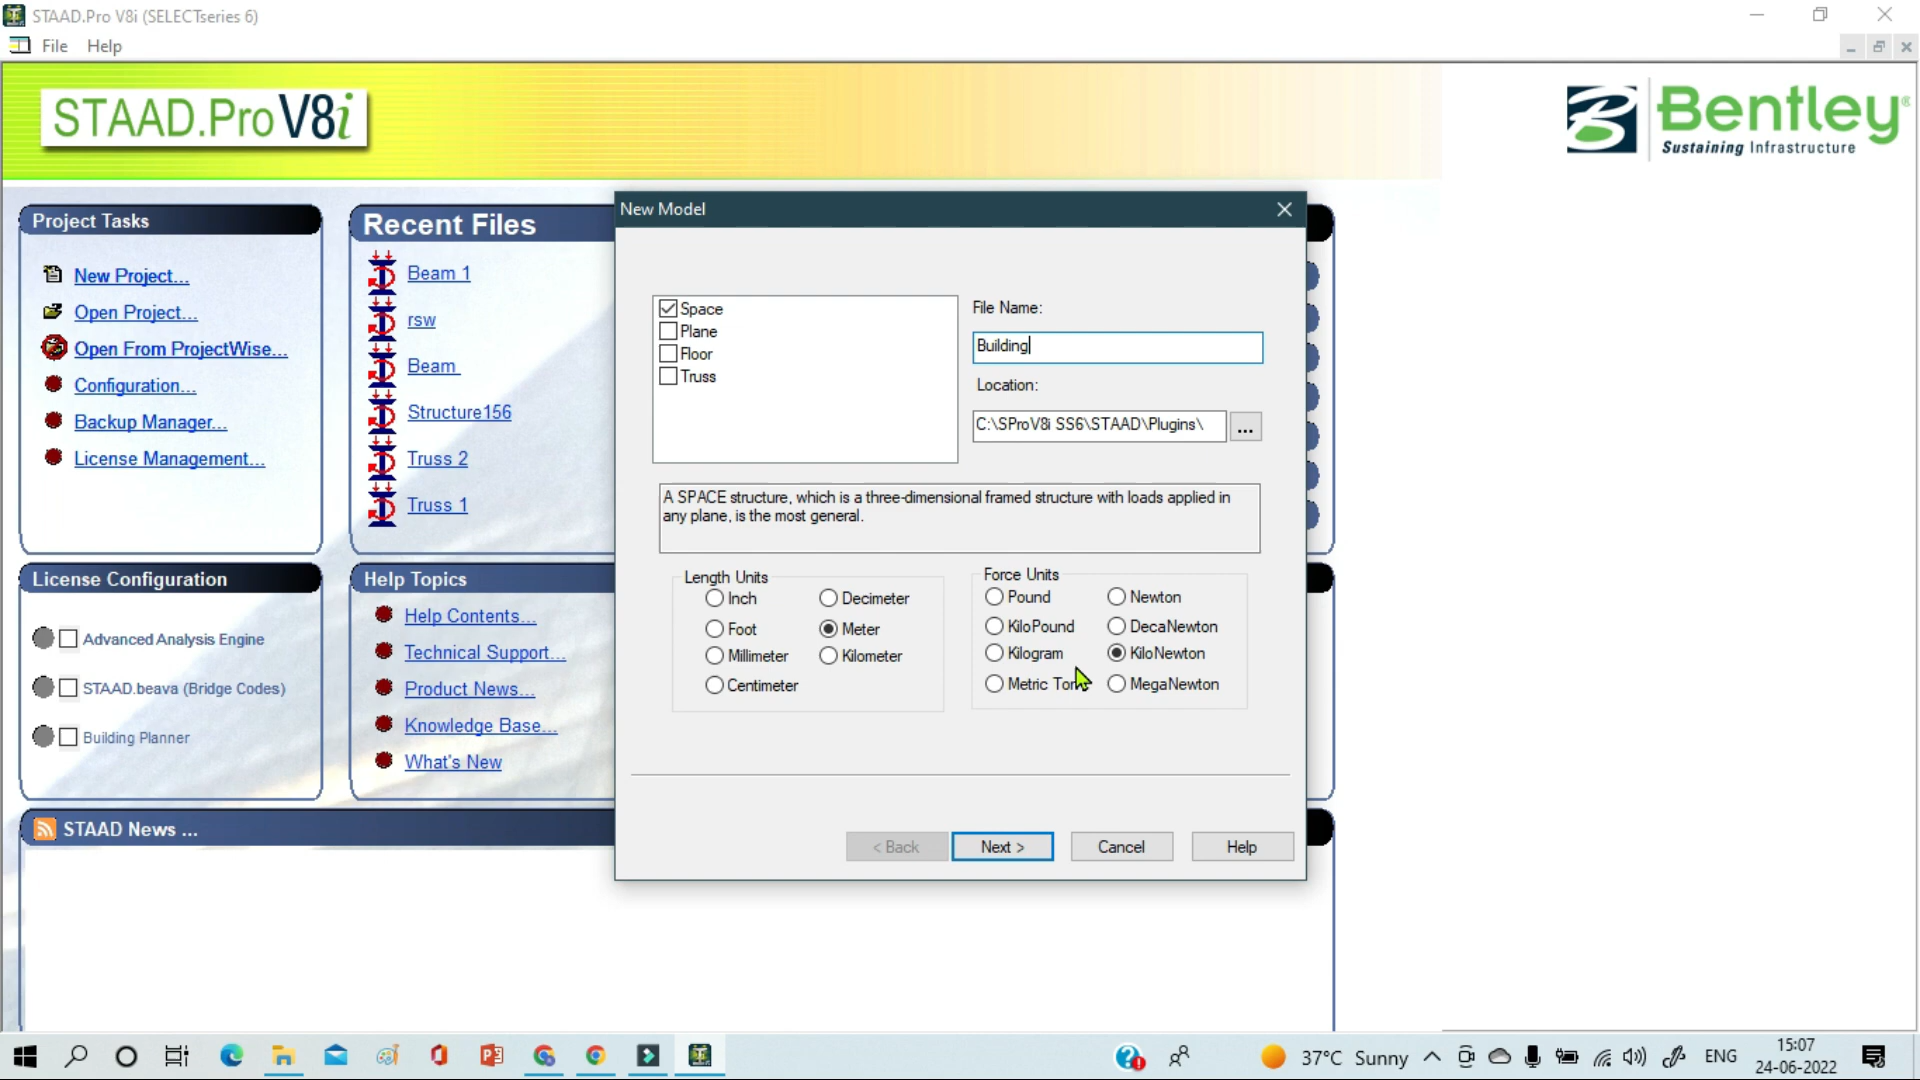 STAAD.Pro V8i (SELECTseries 6)
File Help
STAAD.Pro V8i
Bentley®
Sustaining Infrastructure
Project Tasks
New Project...
Open Project...
Open From ProjectWise...
Configuration...
Backup Manager...
License Management...
Recent Files
Beam 1
rsw
Beam
Structure156
Truss 2
Truss 1
New Model
Space
Plane
Floor
Truss
File Name:
Building
Location:
C:\SProV8i SS6\STAAD\Plugins\
...
A SPACE structure, which is a three-dimensional framed structure with loads applied in
any plane, is the most general.
Length Units
Inch
Decimeter
Foot
Meter
Millimeter
Kilometer
Centimeter
Force Units
Pound
Newton
KiloPound
DecaNewton
Kilogram
KiloNewton
Metric Ton
MegaNewton
< Back
Next >
Cancel
Help
License Configuration
Advanced Analysis Engine
STAAD.beava (Bridge Codes)
Building Planner
Help Topics
Help Contents...
Technical Support...
Product News...
Knowledge Base...
What's New
STAAD News ...
37°C Sunny
ENG
15:07
24-06-2022